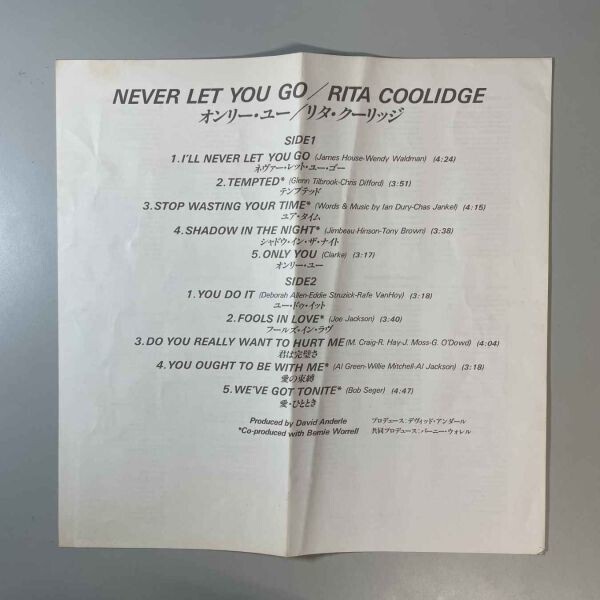 NEVER LET YOU GO/RITA COOLIDGE
オンリー・ユー/リタ・クーリッジ
SIDE1
1.I'LL NEVER LET YOU GO (James House-Wendy Waldman) (4:24)
ネヴァー・レット・ユー・ゴー
2.TEMPTED* (Glenn Tilbrook-Chris Difford) (3:51)
テンプテッド
3.STOP WASTING YOUR TIME* (Words & Music by Ian Dury-Chas Jankel) (4:15)
ユア・タイム
4.SHADOW IN THE NIGHT* (Jimbeau Hinson-Tony Brown) (3:38)
シャドウ・イン・ザ・ナイト
5.ONLY YOU (Clarke) (3:17)
オンリー・ユー
SIDE2
1.YOU DO IT (Deborah Allen-Eddie Struzick-Rafe VanHoy) (3:18)
ユー・ドゥ・イット
2.FOOLS IN LOVE* (Joe Jackson) (3:40)
フールズ・イン・ラヴ
3.DO YOU REALLY WANT TO HURT ME (M. Craig-R. Hay-J. Moss-G. O'Dowd) (4:04)
君は完璧さ
4.YOU OUGHT TO BE WITH ME* (Al Green-Willie Mitchell-Al Jackson) (3:18)
愛の束縛
5.WE'VE GOT TONITE* (Bob Seger) (4:47)
愛・ひととき
Produced by David Anderle プロデュース:デヴィッド・アンダール
*Co-produced with Bernie Worrell 共同プロデュース:バーニー・ウォレル